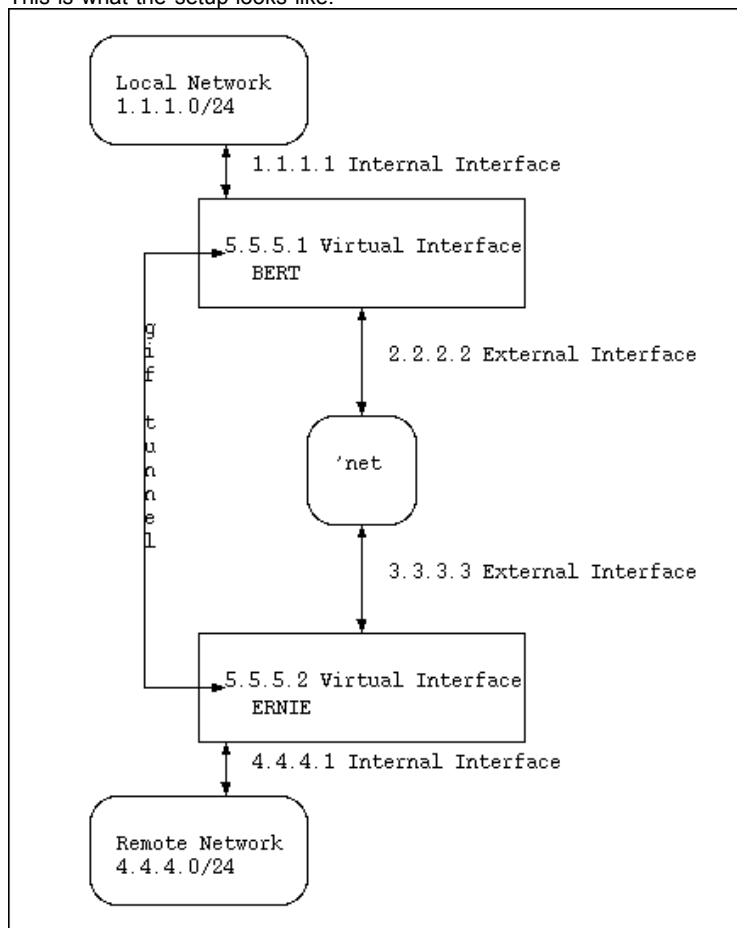 This is what the setup looks like:
Local Network
1.1.1.0/24
1.1.1.1 Internal Interface
5.5.5.1 Virtual Interface
BERT
gif tunnel
2.2.2.2 External Interface
'net
3.3.3.3 External Interface
5.5.5.2 Virtual Interface
ERNIE
4.4.4.1 Internal Interface
Remote Network
4.4.4.0/24